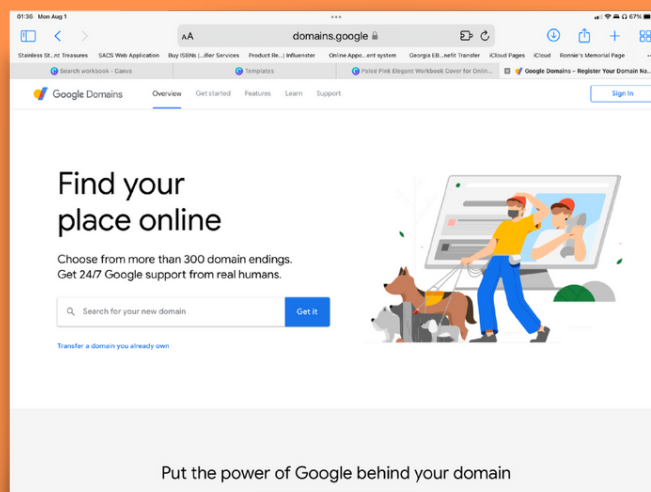 01:36 Mon Aug 1
67%
AA
domains.google
Stainless St...nt Treasures SACS Web Application Buy ISBNs (...ifier Services Product Re...| Influenster Online Appo...ent system Georgia EB...nefit Transfer iCloud Pages iCloud Bonnie's Memorial Page
Search workbook - Canva Templates Paled Pink Elegant Workbook Cover for Onlin... Google Domains – Register Your Domain Na...
Google Domains Overview Get started Features Learn Support Sign In
Find your
place online
Choose from more than 300 domain endings.
Get 24/7 Google support from real humans.
Search for your new domain Get it
Transfer a domain you already own
Put the power of Google behind your domain